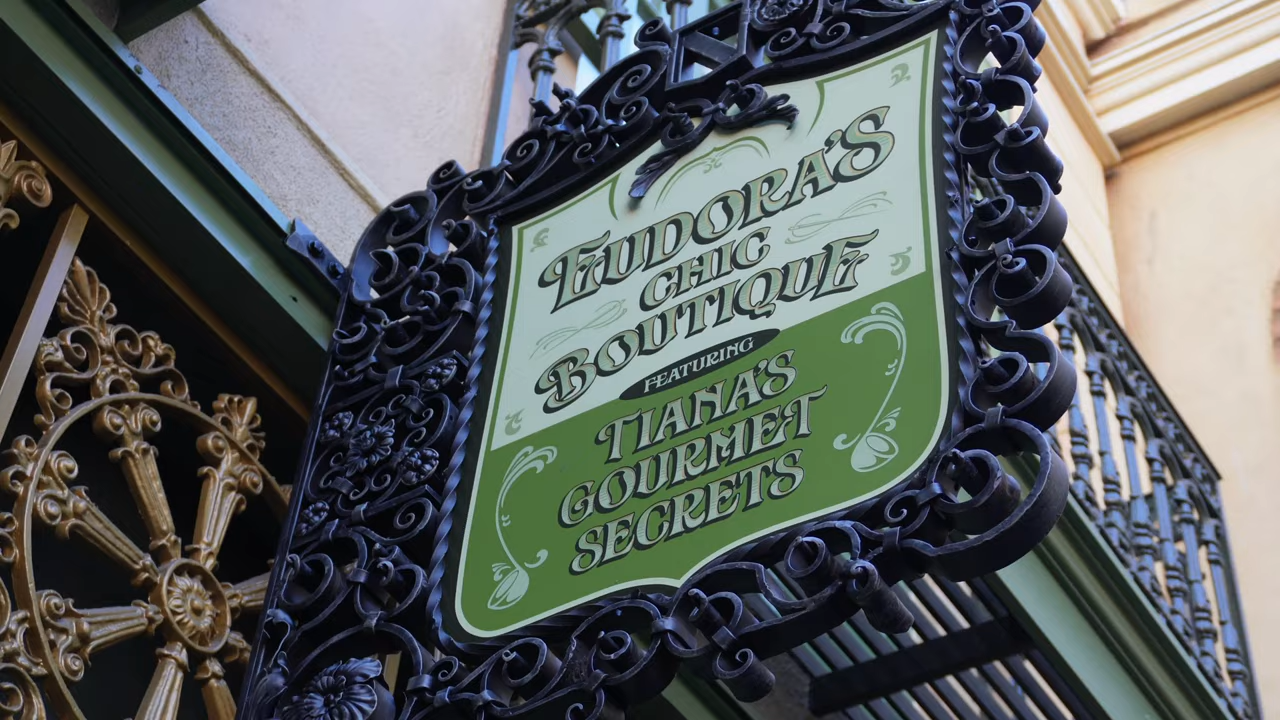 EUDORA'S
CHIC
BOUTIQUE
FEATURING
TIANA'S
GOURMET
SECRETS